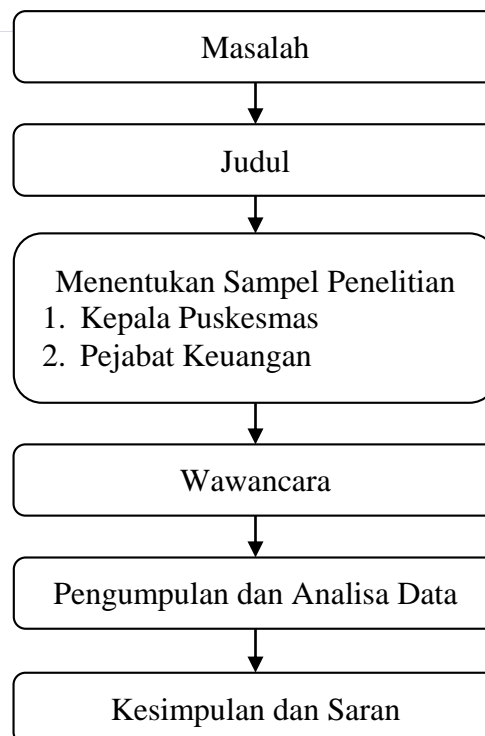 Masalah
Judul
Menentukan Sampel Penelitian
1. Kepala Puskesmas
2. Pejabat Keuangan
Wawancara
Pengumpulan dan Analisa Data
Kesimpulan dan Saran